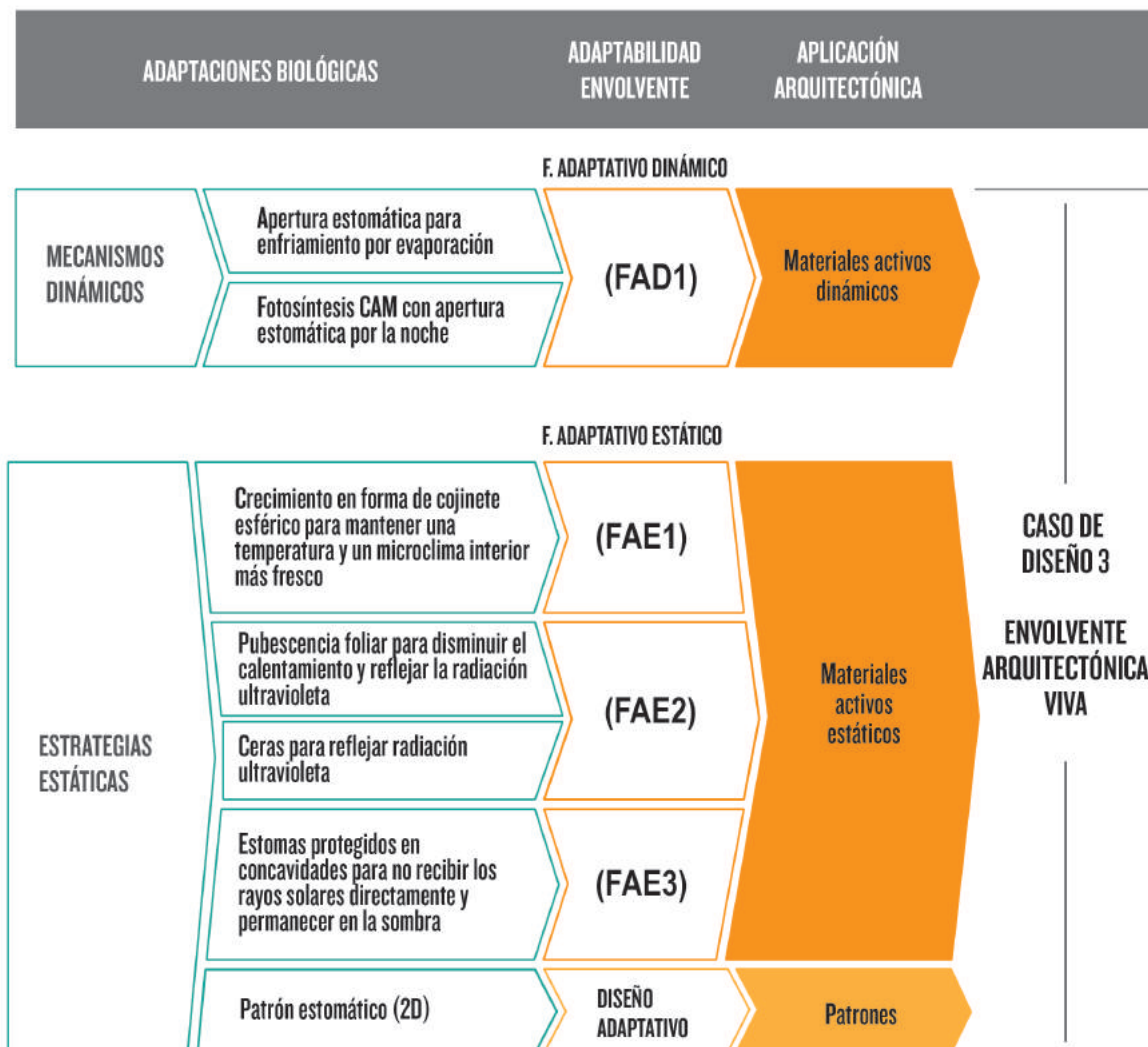 ADAPTACIONES BIOLÓGICAS
ADAPTABILIDAD
ENVOLVENTE
APLICACIÓN
ARQUITECTÓNICA
F. ADAPTATIVO DINÁMICO
MECANISMOS
DINÁMICOS
Apertura estomática para
enfriamiento por evaporación
Fotosíntesis CAM con apertura
estomática por la noche
(FAD1)
Materiales activos
dinámicos
F. ADAPTATIVO ESTÁTICO
ESTRATEGIAS
ESTÁTICAS
Crecimiento en forma de cojinete
esférico para mantener una
temperatura y un microclima interior
más fresco
(FAE1)
Pubescencia foliar para disminuir el
calentamiento y reflejar la radiación
ultravioleta
Ceras para reflejar radiación
ultravioleta
(FAE2)
Estomas protegidos en
concavidades para no recibir los
rayos solares directamente y
permanecer en la sombra
(FAE3)
Materiales
activos
estáticos
Patrón estomático (2D)
DISEÑO
ADAPTATIVO
Patrones
CASO DE
DISEÑO 3
ENVOLVENTE
ARQUITECTÓNICA
VIVA